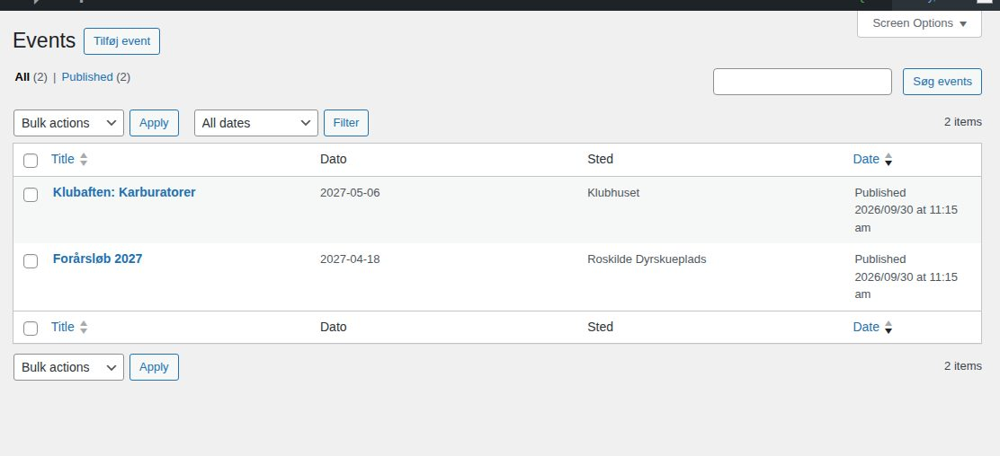 Screen Options
Events Tilføj event
All (2) | Published (2)
Søg events
Bulk actions Apply All dates Filter 2 items
Title Dato Sted Date
Klubaften: Karburatorer 2027-05-06 Klubhuset Published
2026/09/30 at 11:15
am
Forårsløb 2027 2027-04-18 Roskilde Dyrskueplads Published
2026/09/30 at 11:15
am
Title Dato Sted Date
Bulk actions Apply 2 items